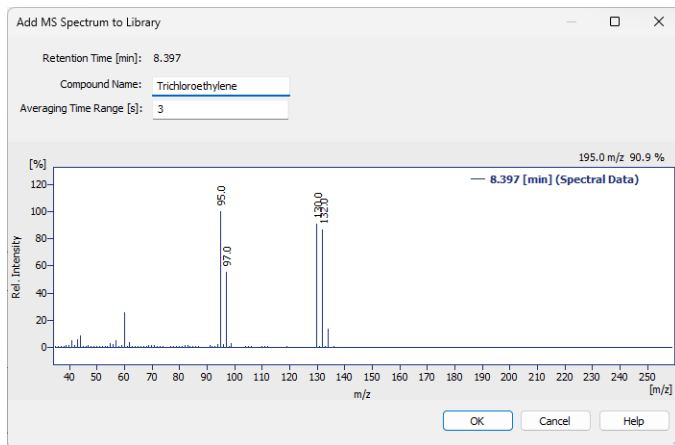 Add MS Spectrum to Library
Retention Time [min]: 8.397
Compound Name: Trichloroethylene
Averaging Time Range [s]: 3
195.0 m/z 90.9 %
[%]
8.397 [min] (Spectral Data)
120
100
80
60
40
20
0
Rel. Intensity
95.0
97.0
130.0
132.0
40 50 60 70 80 90 100 110 120 130 140 150 160 170 180 190 200 210 220 230 240 250
[m/z]
m/z
OK Cancel Help